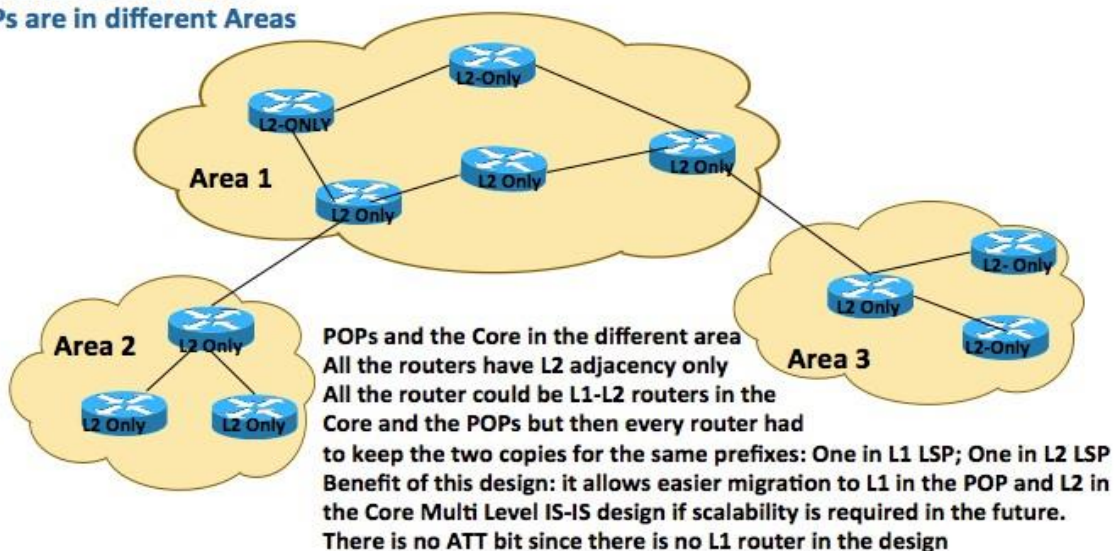 Ps are in different Areas
L2-Only
L2-ONLY
L2 Only
L2 Only
Area 1
L2 Only
L2- Only
L2 Only
Area 2
L2 Only
L2-Only
Area 3
L2 Only
L2 Only
POPs and the Core in the different area
All the routers have L2 adjacency only
All the router could be L1-L2 routers in the
Core and the POPs but then every router had
to keep the two copies for the same prefixes: One in L1 LSP; One in L2 LSP
Benefit of this design: it allows easier migration to L1 in the POP and L2 in
the Core Multi Level IS-IS design if scalability is required in the future.
There is no ATT bit since there is no L1 router in the design